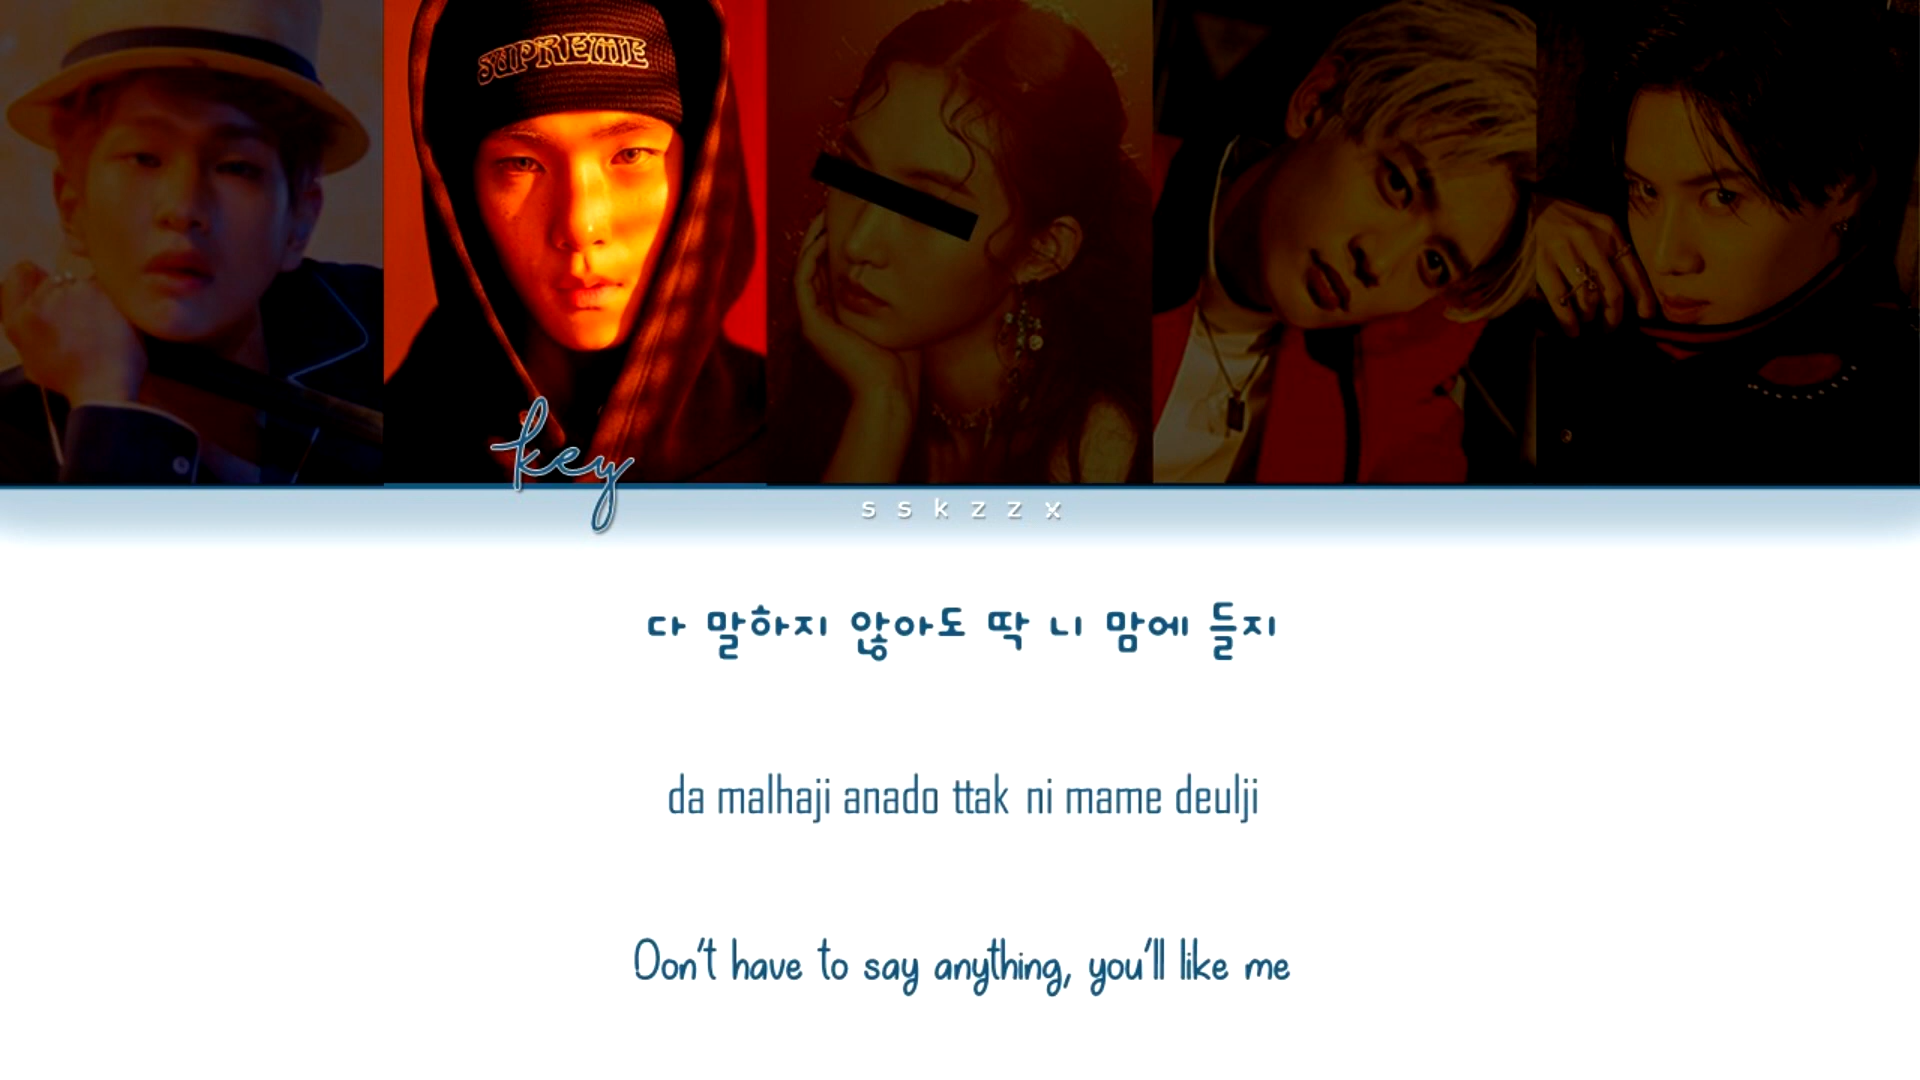 SUPREME
key
sskzzx
다 말하지 않아도 딱 니 맘에 들지
da malhaji anado ttak ni mame deulji
Don't have to say anything, you'll like me